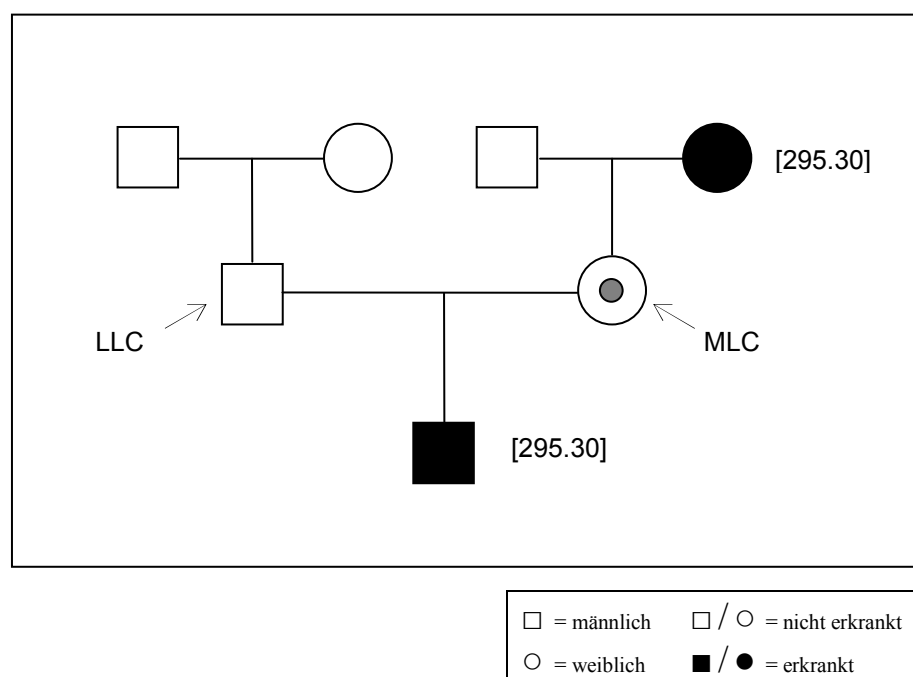 [295.30]
LLC
MLC
[295.30]
□ = männlich □ / ○ = nicht erkrankt
○ = weiblich ■ / ● = erkrankt